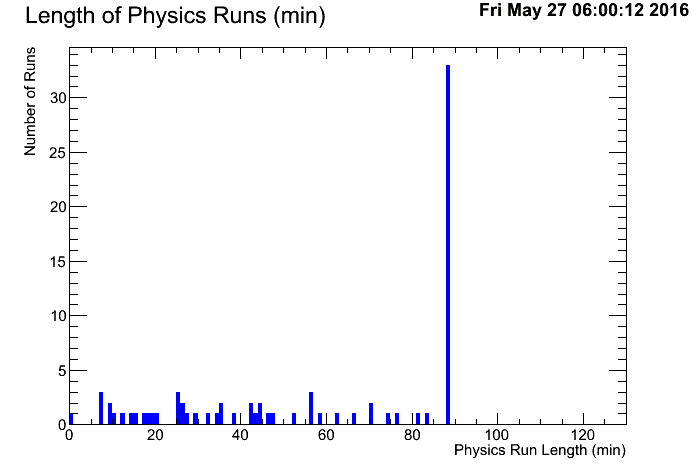 Length of Physics Runs (min)
Fri May 27 06:00:12 2016
Number of Runs
30
25
20
15
10
5
0
0 20 40 60 80 100 120
Physics Run Length (min)